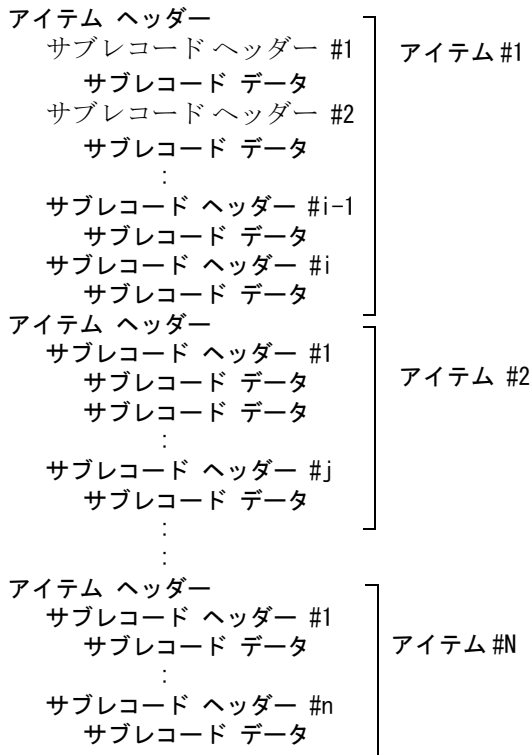 アイテム ヘッダー
サブレコード ヘッダー #1 アイテム #1
サブレコード データ
サブレコード ヘッダー #2
サブレコード データ
:
サブレコード ヘッダー #i-1
サブレコード データ
サブレコード ヘッダー #i
サブレコード データ
アイテム ヘッダー
サブレコード ヘッダー #1
サブレコード データ アイテム #2
サブレコード データ
:
サブレコード ヘッダー #j
サブレコード データ
:
:
アイテム ヘッダー
サブレコード ヘッダー #1
サブレコード データ アイテム #N
:
サブレコード ヘッダー #n
サブレコード データ